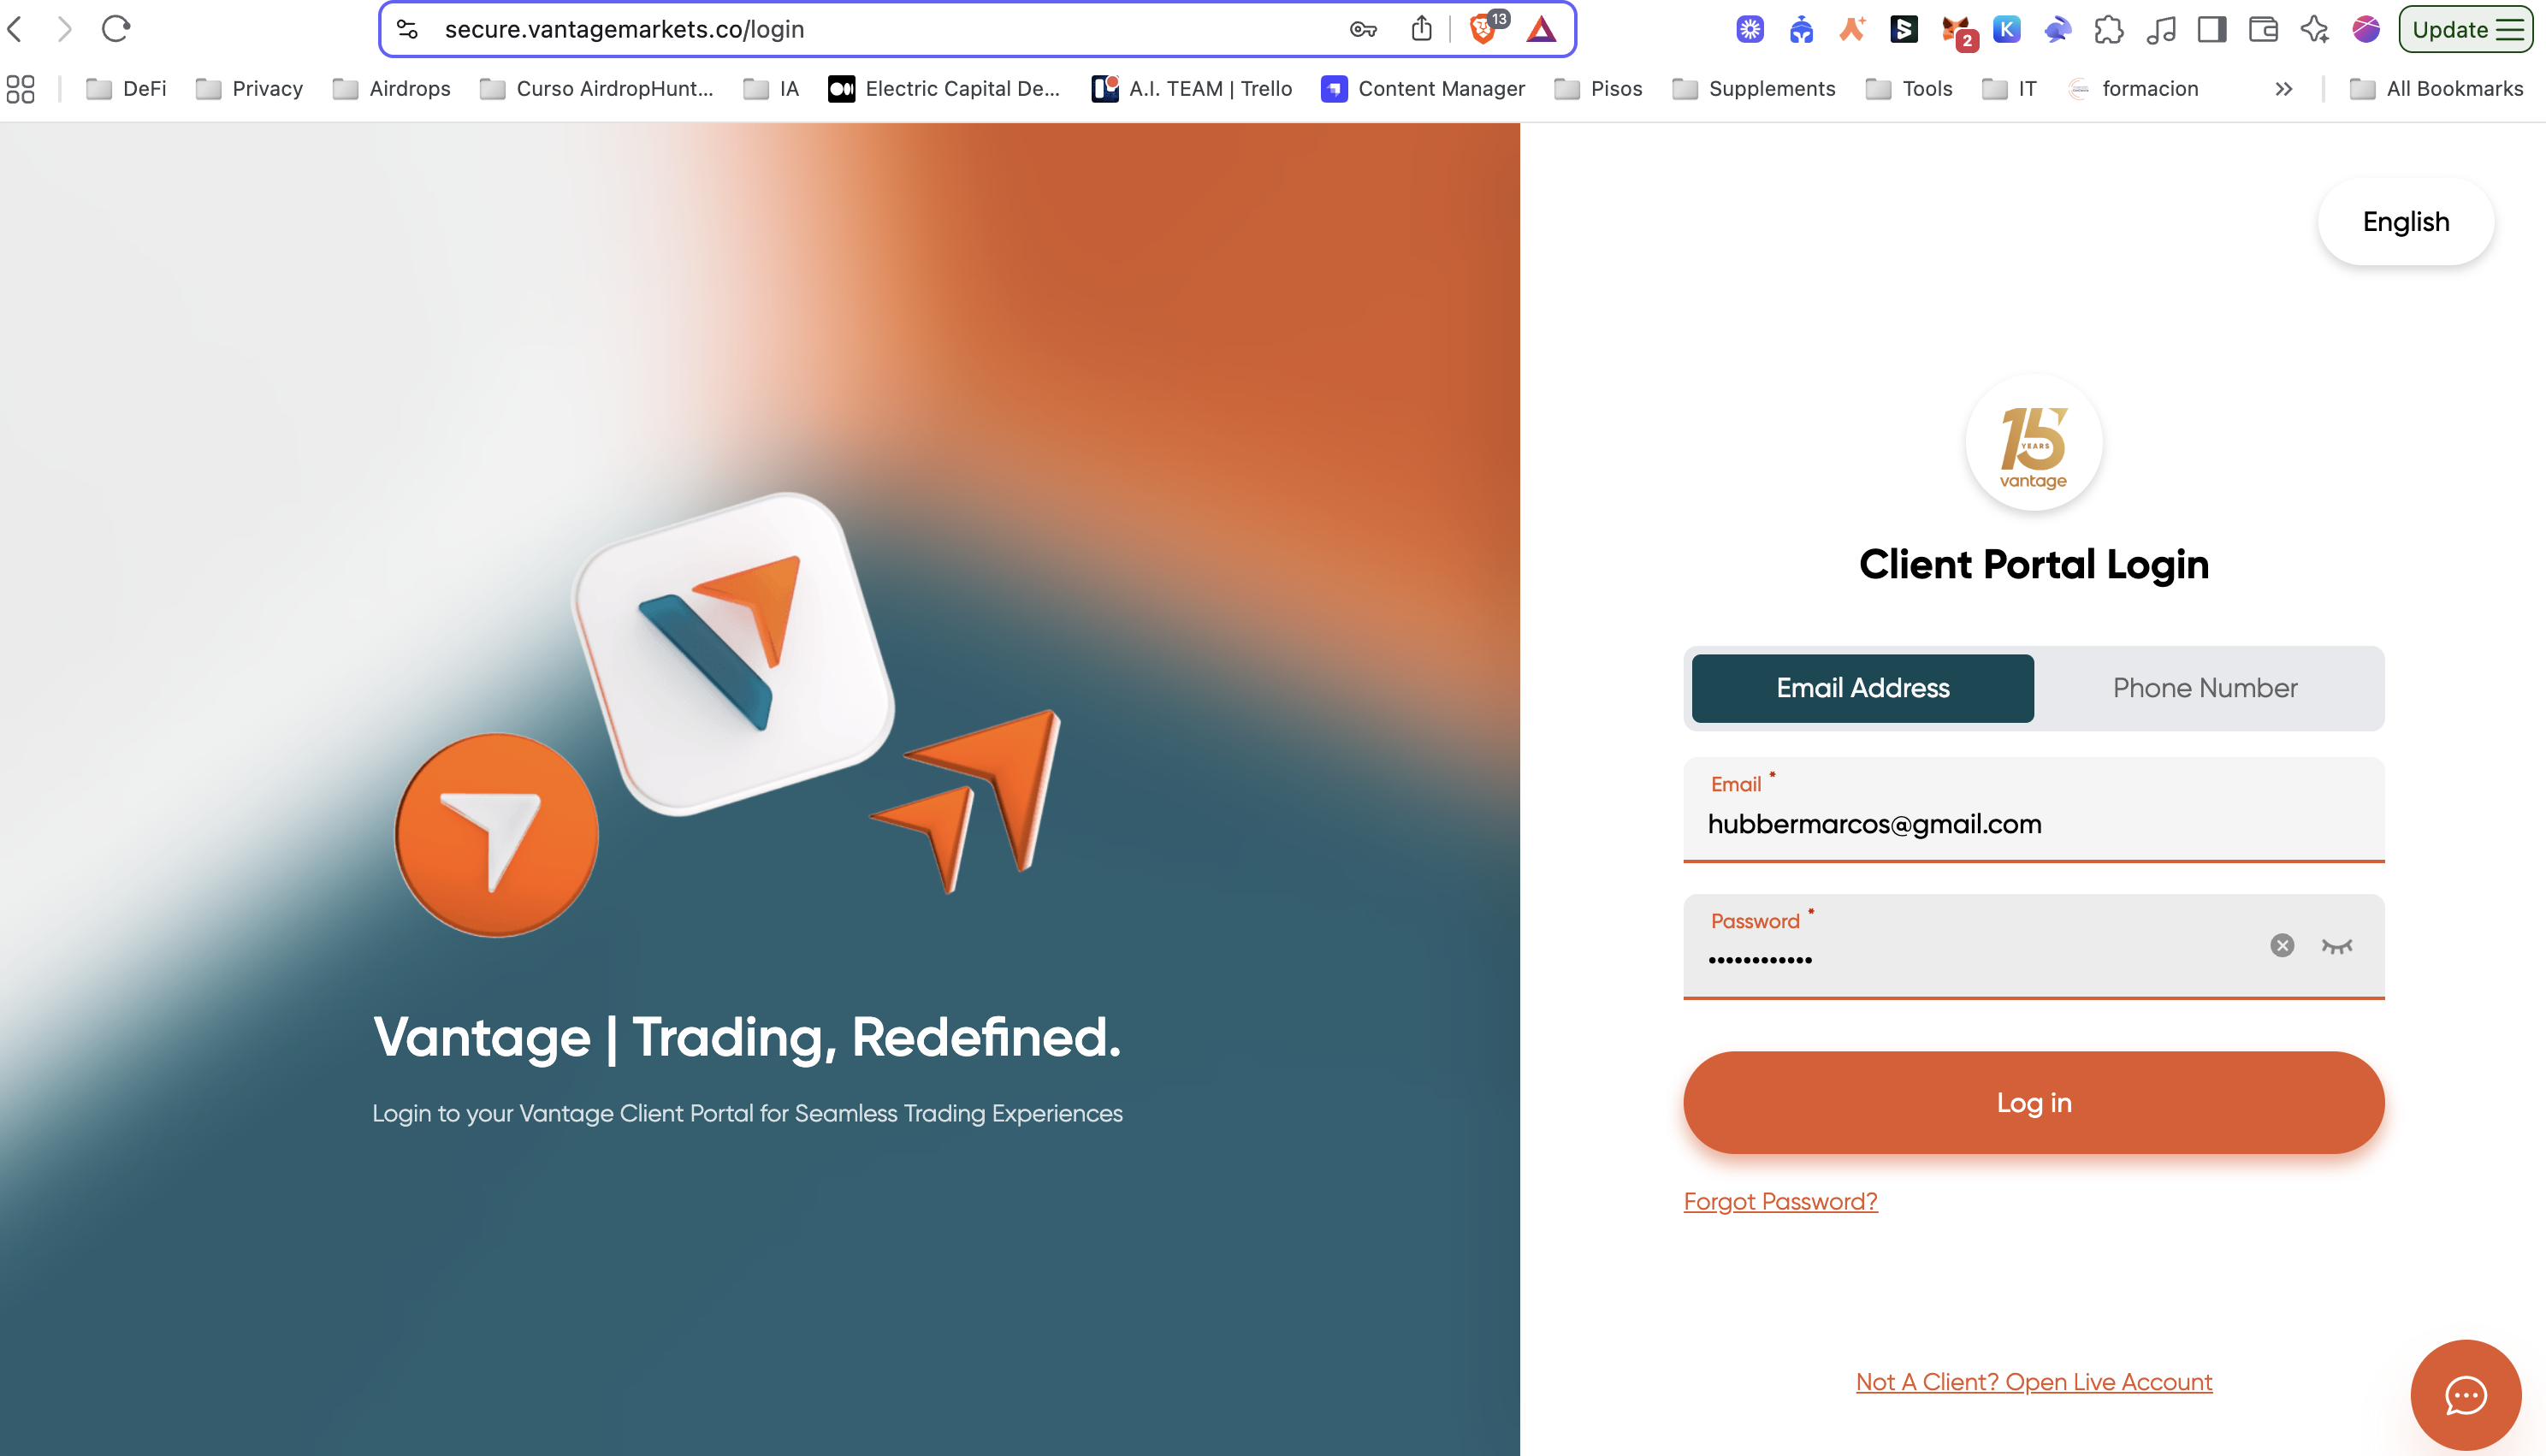 secure.vantagemarkets.co/login
13
2
K
Update
DeFi
Privacy
Airdrops
Curso AirdropHunt...
IA
Electric Capital De...
A.I. TEAM | Trello
Content Manager
Pisos
Supplements
Tools
IT
formacion
All Bookmarks
English
15
YEARS
vantage
Client Portal Login
Email Address
Phone Number
Email *
hubbermarcos@gmail.com
Password *
••••••••••••
Log in
Forgot Password?
Not A Client? Open Live Account
Vantage | Trading, Redefined.
Login to your Vantage Client Portal for Seamless Trading Experiences